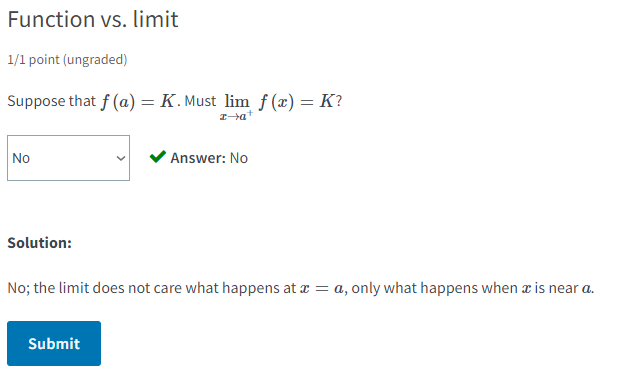 Function vs. limit
1/1 point (ungraded)
Suppose that f (a) = K. Must lim_{x→a⁺} f (x) = K?
No
Answer: No
Solution:
No; the limit does not care what happens at x = a, only what happens when x is near a.
Submit